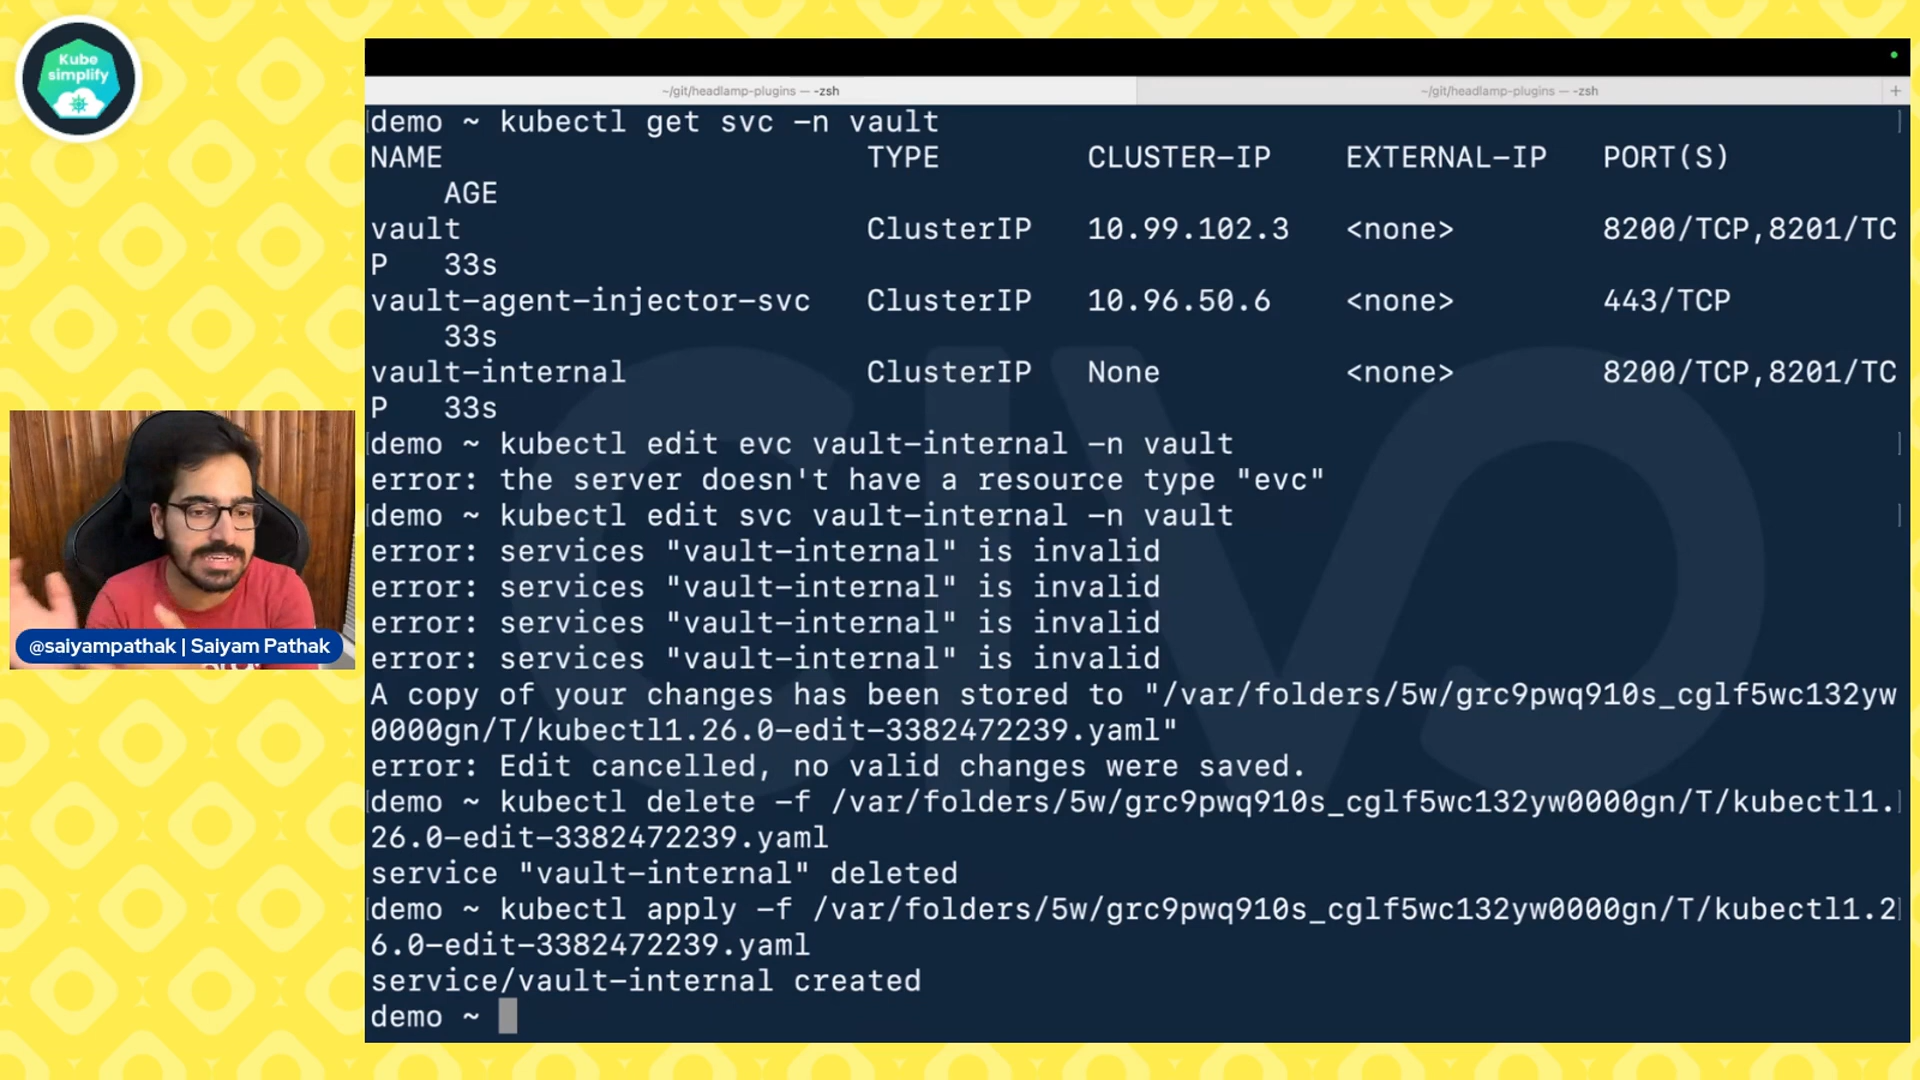 Kube
simplify
~/git/headlamp-plugins — -zsh
~/git/headlamp-plugins — -zsh
+
demo ~ kubectl get svc -n vault
NAME TYPE CLUSTER-IP EXTERNAL-IP PORT(S)
AGE
vault ClusterIP 10.99.102.3 <none> 8200/TCP,8201/TC
P 33s
vault-agent-injector-svc ClusterIP 10.96.50.6 <none> 443/TCP
33s
vault-internal ClusterIP None <none> 8200/TCP,8201/TC
P 33s
demo ~ kubectl edit evc vault-internal -n vault
error: the server doesn't have a resource type "evc"
demo ~ kubectl edit svc vault-internal -n vault
error: services "vault-internal" is invalid
error: services "vault-internal" is invalid
error: services "vault-internal" is invalid
error: services "vault-internal" is invalid
A copy of your changes has been stored to "/var/folders/5w/grc9pwq910s_cglf5wc132yw
0000gn/T/kubectl1.26.0-edit-3382472239.yaml"
error: Edit cancelled, no valid changes were saved.
demo ~ kubectl delete -f /var/folders/5w/grc9pwq910s_cglf5wc132yw0000gn/T/kubectl1.
26.0-edit-3382472239.yaml
service "vault-internal" deleted
demo ~ kubectl apply -f /var/folders/5w/grc9pwq910s_cglf5wc132yw0000gn/T/kubectl1.2
6.0-edit-3382472239.yaml
service/vault-internal created
demo ~
CIVO
@saiyampathak | Saiyam Pathak